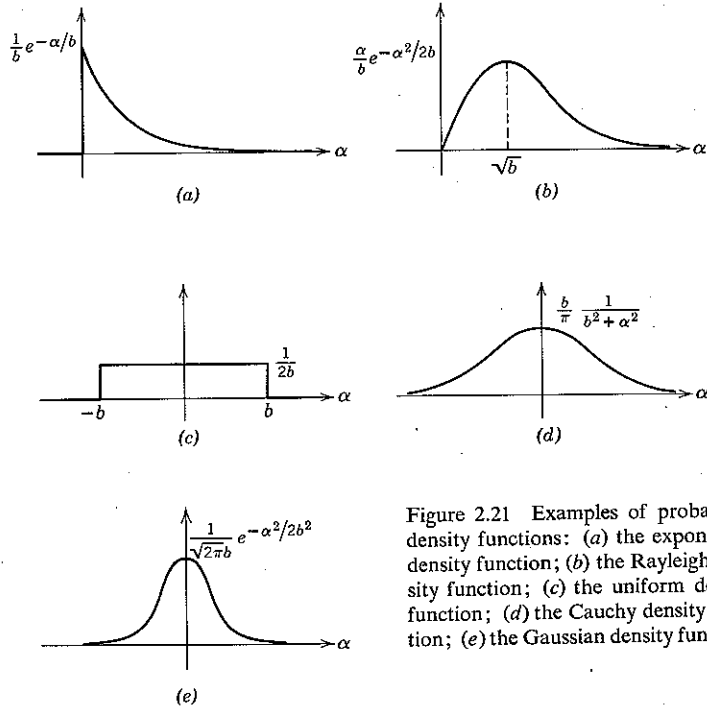 1/b e^{-α/b}
α
(a)
α/b e^{-α²/2b}
α
√b
(b)
1/2b
-b
b
α
(c)
b/π 1/(b² + α²)
α
(d)
1/(√2π b) e^{-α²/2b²}
α
(e)
Figure 2.21 Examples of proba
density functions: (a) the expon
density function; (b) the Rayleigh
sity function; (c) the uniform d
function; (d) the Cauchy density
tion; (e) the Gaussian density fun